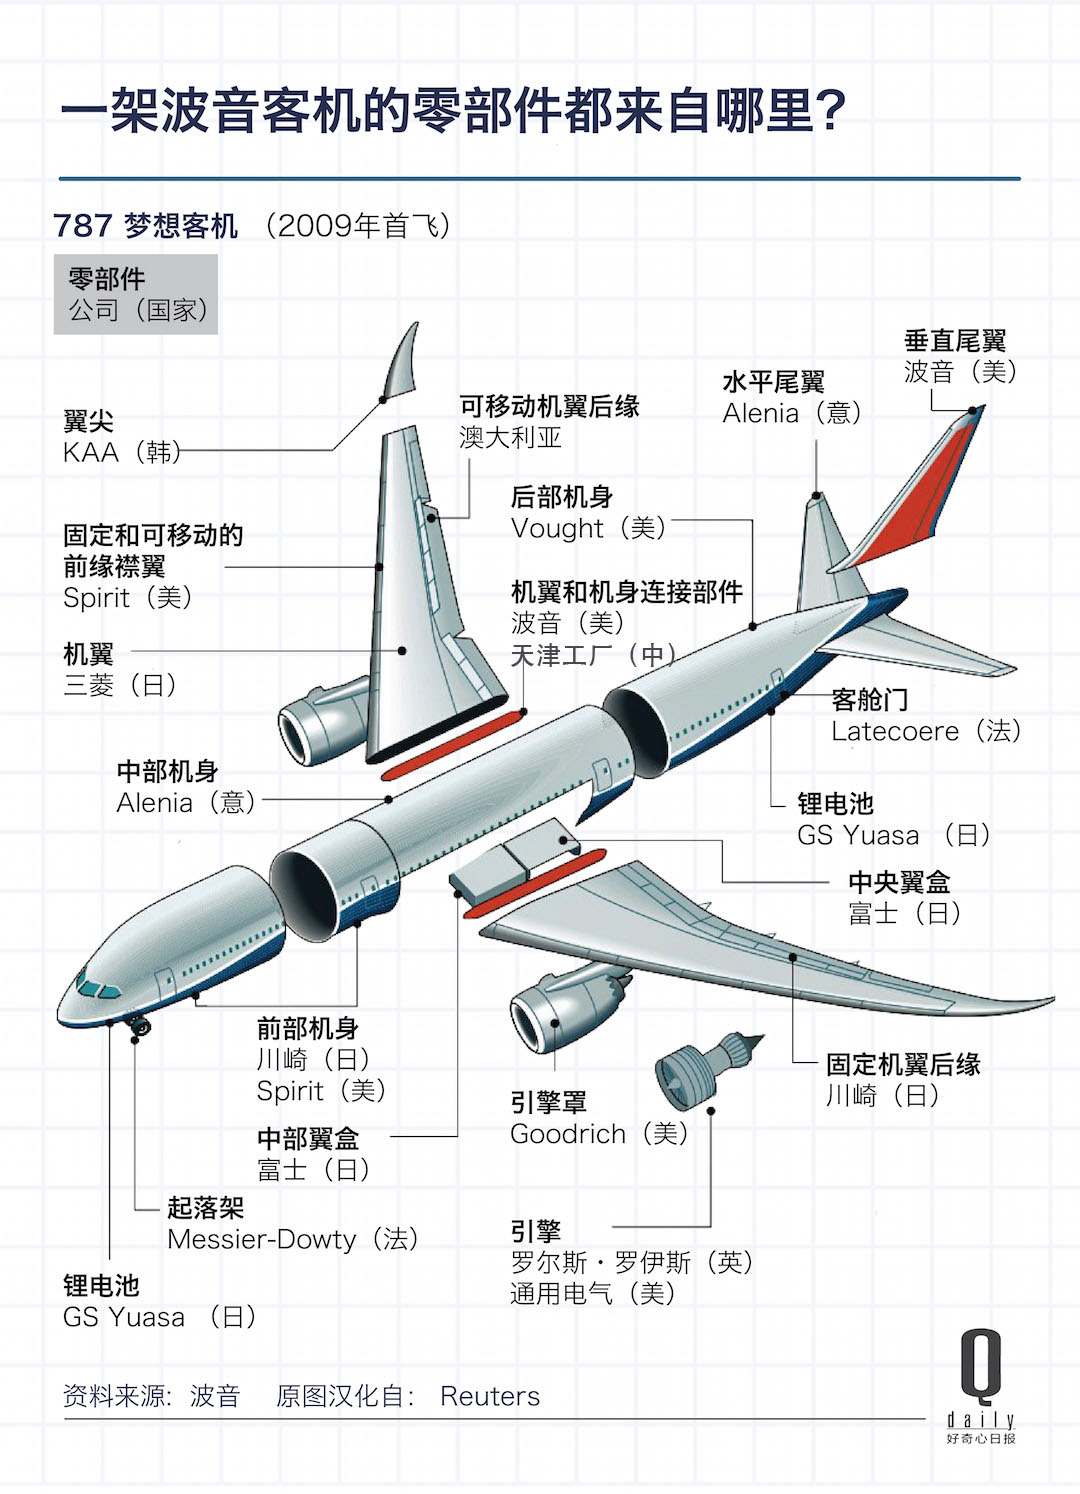 一架波音客机的零部件都来自哪里？
787 梦想客机 （2009年首飞）
零部件
公司（国家）
垂直尾翼
波音（美）
水平尾翼
Alenia（意）
可移动机翼后缘
澳大利亚
翼尖
KAA（韩）
后部机身
Vought（美）
固定和可移动的
前缘襟翼
Spirit（美）
机翼和机身连接部件
波音（美）
天津工厂（中）
机翼
三菱（日）
客舱门
Latecoere（法）
中部机身
Alenia（意）
锂电池
GS Yuasa （日）
中央翼盒
富士（日）
前部机身
川崎（日）
Spirit（美）
固定机翼后缘
川崎（日）
引擎罩
Goodrich（美）
中部翼盒
富士（日）
起落架
Messier-Dowty（法）
引擎
罗尔斯·罗伊斯（英）
通用电气（美）
锂电池
GS Yuasa （日）
资料来源: 波音 原图汉化自： Reuters
Q
daily
好奇心日报